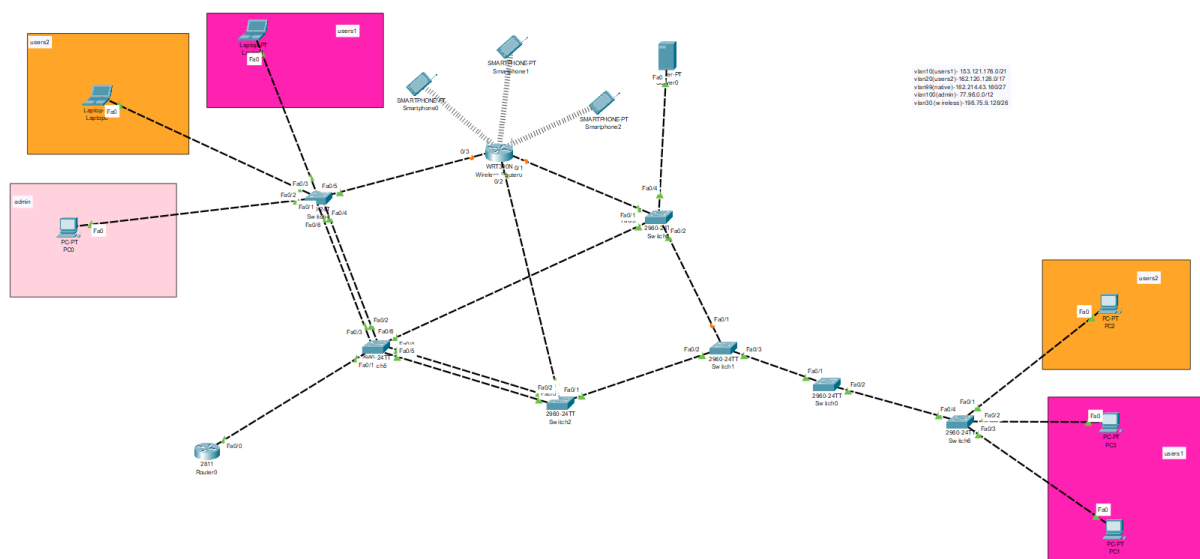 users2
users1
Fa0
SMARTPHONE-PT
Smartphone1
SMARTPHONE-PT
Smartphone0
SMARTPHONE-PT
Smartphone2
Fa0
vlan10(users1)-153.121.176.0/21
vlan20(users2)-162.120.128.0/17
vlan99(native)-162.214.43.160/27
vlan100(admin)- 77.96.0.0/12
vlan30 (wireless)-198.75.9.128/26
Fa0
0/3
0/1
0/2
Fa0/3
Fa0/5
Fa0/2
Fa0/1
Fa0/4
Fa0/6
Fa0/4
Fa0/1
Fa0/2
admin
Fa0
PC-PT
PC0
users2
Fa0
PC-PT
PC2
Fa0/2
Fa0/3
Fa0/6
Fa0/5
Fa0/1
Fa0/1
Fa0/2
Fa0/3
2960-24TT
Switch1
Fa0/1
Fa0/2
2960-24TT
Switch0
Fa0/2
Fa0/1
2960-24TT
Switch2
Fa0/4
Fa0/1
Fa0/2
Fa0/3
2960-24TT
Switch6
Fa0
PC-PT
users1
Fa0
PC-PT
PC1
Fa0/0
2811
Router0